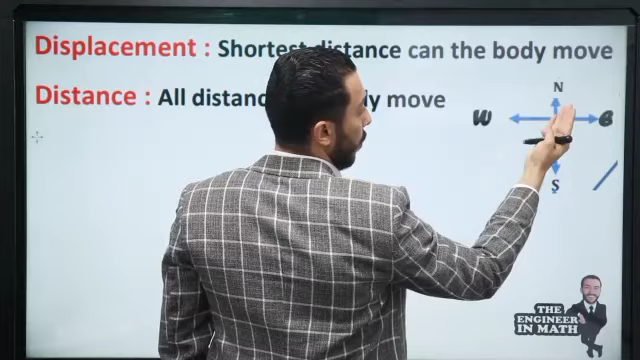 Displacement : Shortest distance can the body move
Distance : All distanc dy move
N
W
E
S
THE
ENGINEER
IN MATH